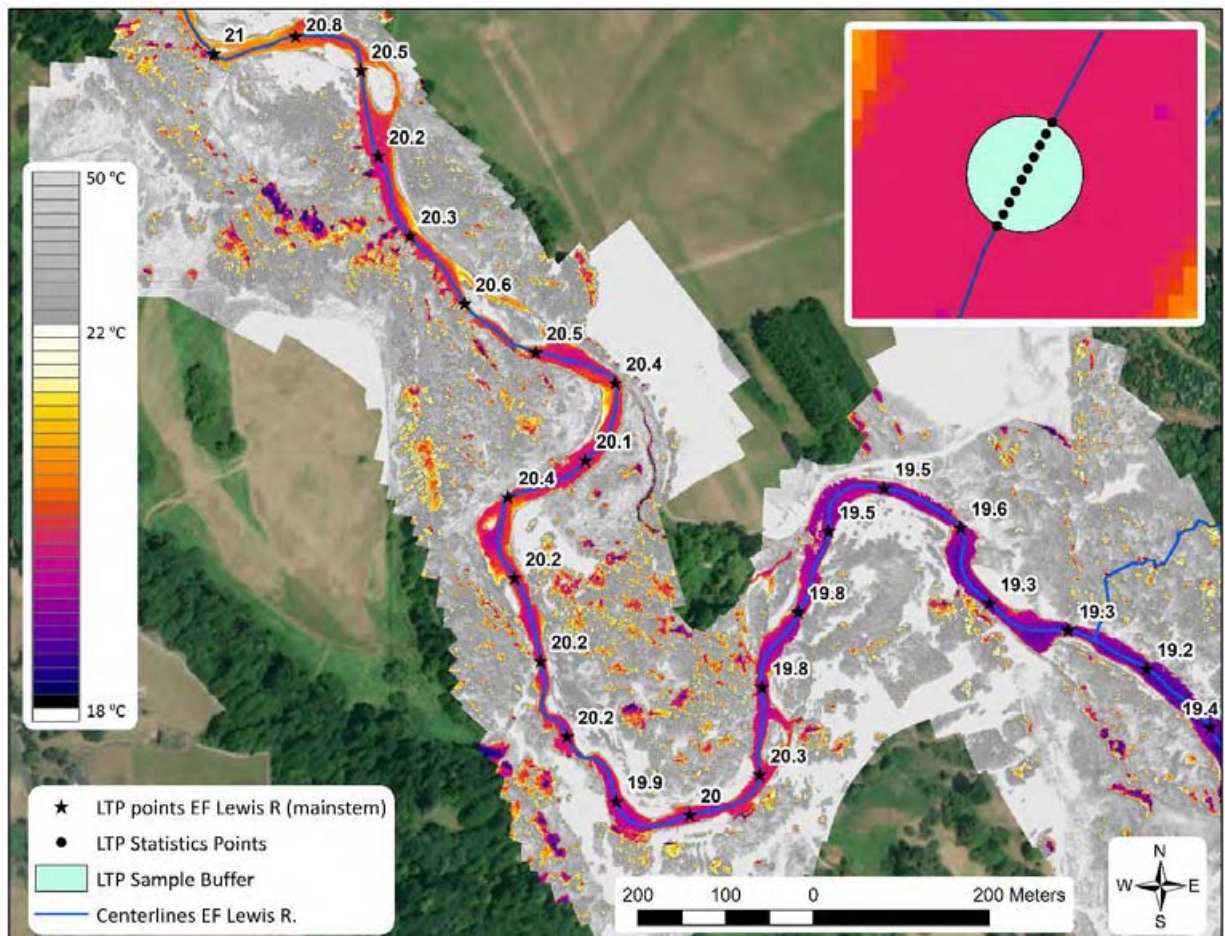 21
20.8
20.5
20.2
20.3
20.6
20.5
20.4
20.1
20.4
20.2
20.2
20.2
19.9
20
20.3
19.8
19.8
19.5
19.5
19.6
19.3
19.3
19.2
19.4
50 °C
22 °C
18 °C
LTP points EF Lewis R (mainstem)
LTP Statistics Points
LTP Sample Buffer
Centerlines EF Lewis R.
200 100 0 200 Meters
N
W E
S